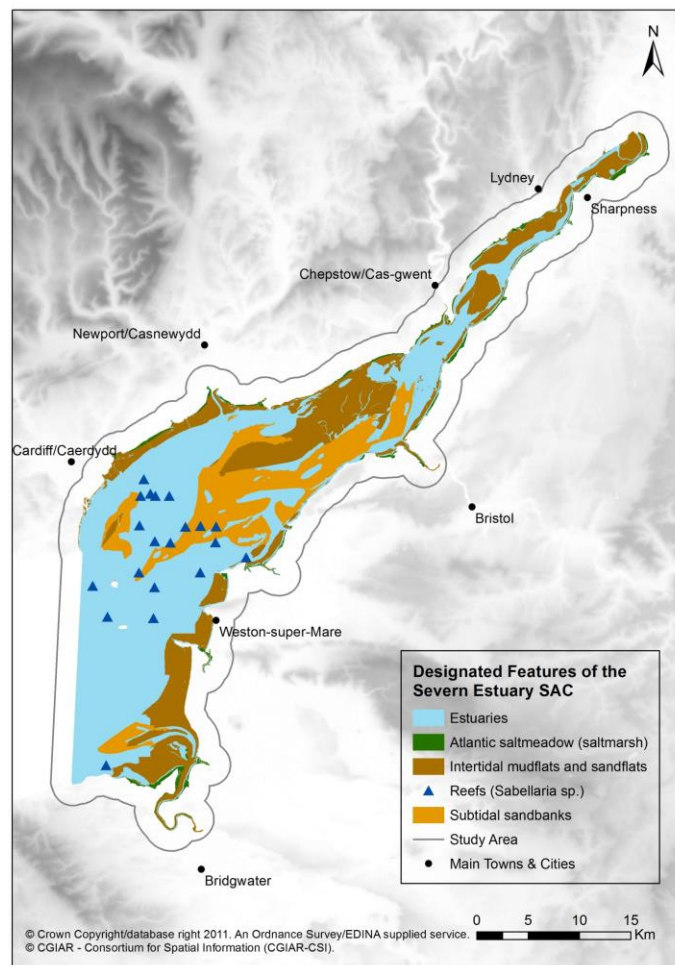 N
Lydney
Sharpness
Chepstow/Cas-gwent
Newport/Casnewydd
Cardiff/Caerdydd
Bristol
Weston-super-Mare
Bridgwater
Designated Features of the
Severn Estuary SAC
Estuaries
Atlantic saltmeadow (saltmarsh)
Intertidal mudflats and sandflats
Reefs (Sabellaria sp.)
Subtidal sandbanks
Study Area
Main Towns & Cities
© Crown Copyright/database right 2011. An Ordnance Survey/EDINA supplied service.
© CGIAR - Consortium for Spatial Information (CGIAR-CSI).
0 5 10 15
Km